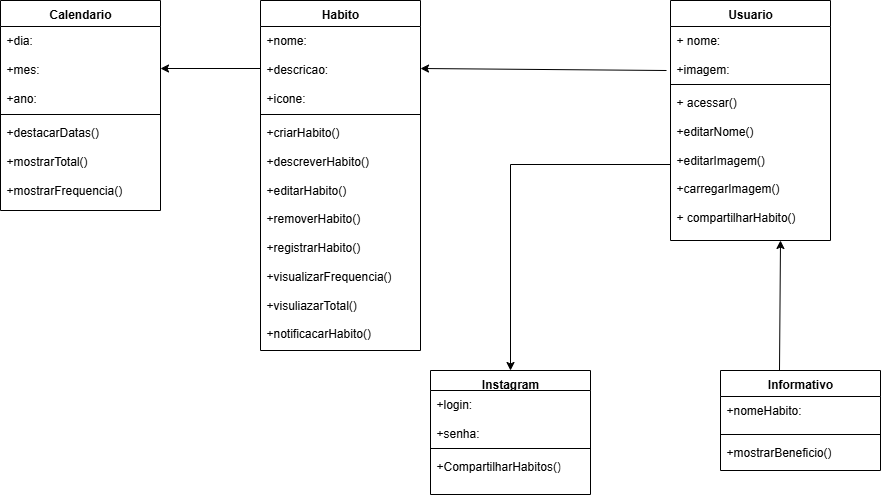 Calendario
+dia:
+mes:
+ano:
+destacarDatas()
+mostrarTotal()
+mostrarFrequencia()
Habito
+nome:
+descricao:
+icone:
+criarHabito()
+descreverHabito()
+editarHabito()
+removerHabito()
+registrarHabito()
+visualizarFrequencia()
+visuliazarTotal()
+notificacarHabito()
Usuario
+ nome:
+imagem:
+ acessar()
+editarNome()
+editarImagem()
+carregarImagem()
+ compartilharHabito()
Instagram
+login:
+senha:
+CompartilharHabitos()
Informativo
+nomeHabito:
+mostrarBeneficio()